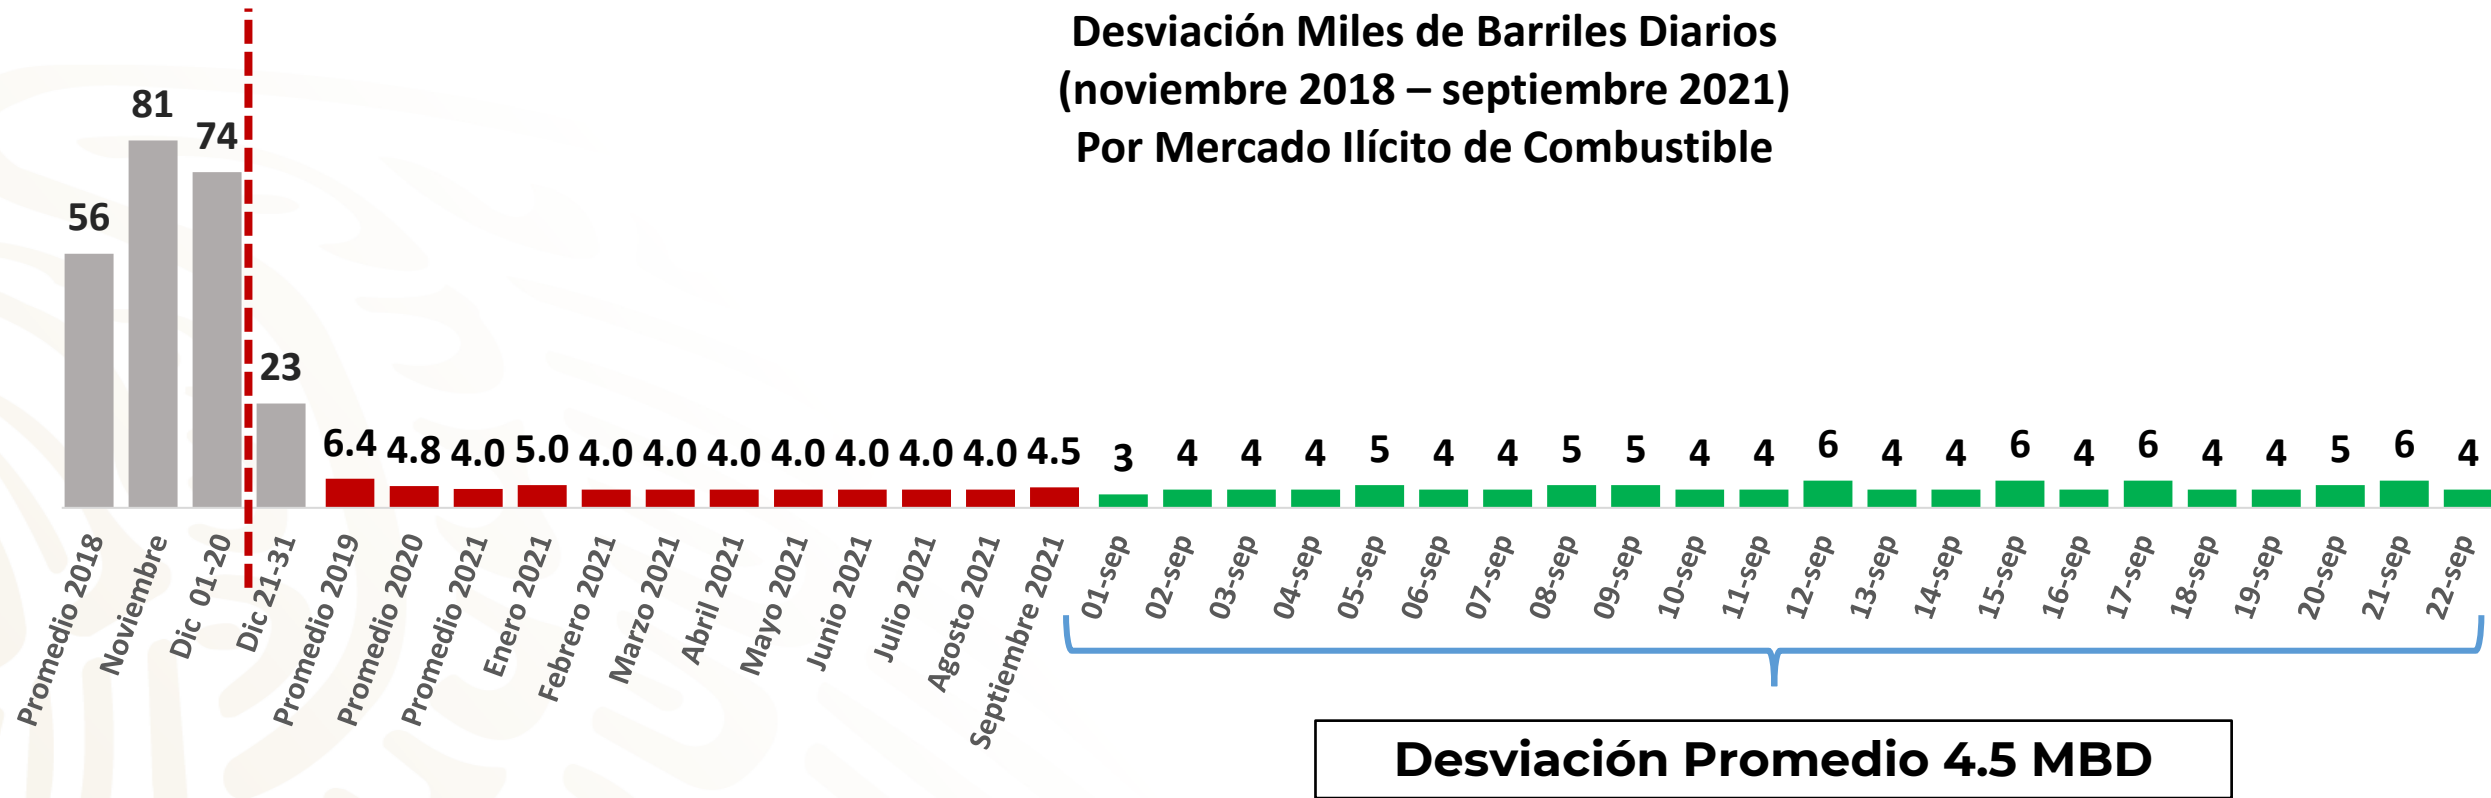 Desviación Miles de Barriles Diarios
(noviembre 2018 – septiembre 2021)
Por Mercado Ilícito de Combustible
56
81
74
23
6.4
4.8
4.0
5.0
4.0
4.0
4.0
4.0
4.0
4.0
4.0
4.5
3
4
4
4
5
4
4
5
5
4
4
6
4
4
6
4
6
4
4
5
6
4
Promedio 2018
Noviembre
Dic 01-20
Dic 21-31
Promedio 2019
Promedio 2020
Promedio 2021
Enero 2021
Febrero 2021
Marzo 2021
Abril 2021
Mayo 2021
Junio 2021
Julio 2021
Agosto 2021
Septiembre 2021
01-sep
02-sep
03-sep
04-sep
05-sep
06-sep
07-sep
08-sep
09-sep
10-sep
11-sep
12-sep
13-sep
14-sep
15-sep
16-sep
17-sep
18-sep
19-sep
20-sep
21-sep
22-sep
Desviación Promedio 4.5 MBD